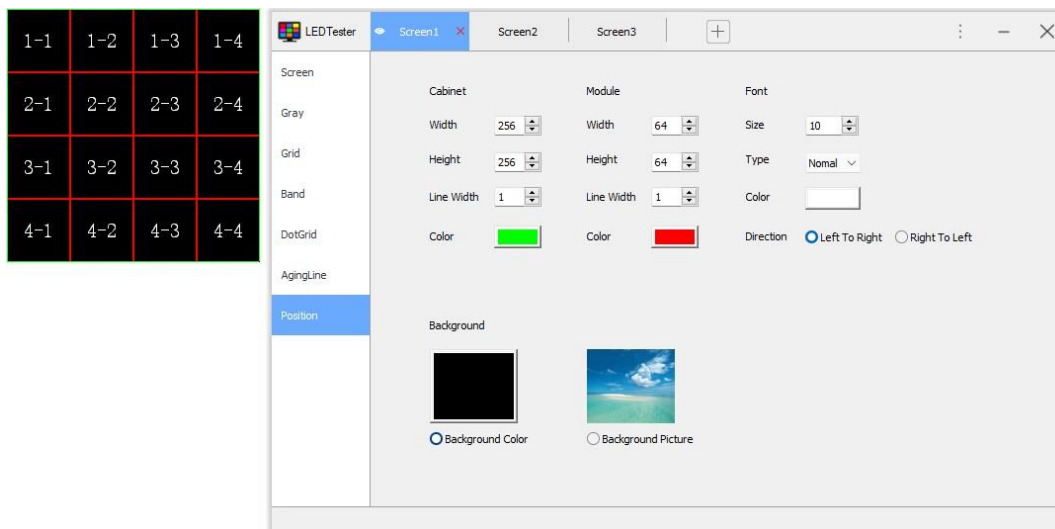 1-1 1-2 1-3 1-4
2-1 2-2 2-3 2-4
3-1 3-2 3-3 3-4
4-1 4-2 4-3 4-4
LEDTester Screen1 Screen2 Screen3
Screen
Gray
Grid
Band
DotGrid
AgingLine
Position
Cabinet Module Font
Width 256 Width 64 Size 10
Height 256 Height 64 Type Nomal
Line Width 1 Line Width 1 Color
Color Color Direction Left To Right Right To Left
Background
Background Color Background Picture